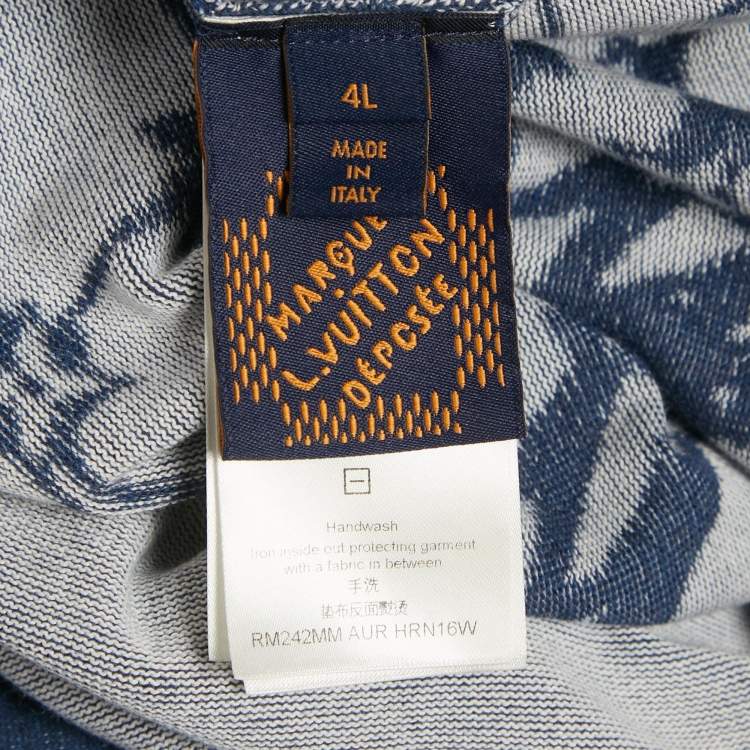 4L
MADE
IN
ITALY
MARQUE
L.VUITTON
DÉPOSÉE
Handwash
Iron inside out protecting garment
with a fabric in between
手洗
垫布反面熨烫
RM242MM AUR HRN16W